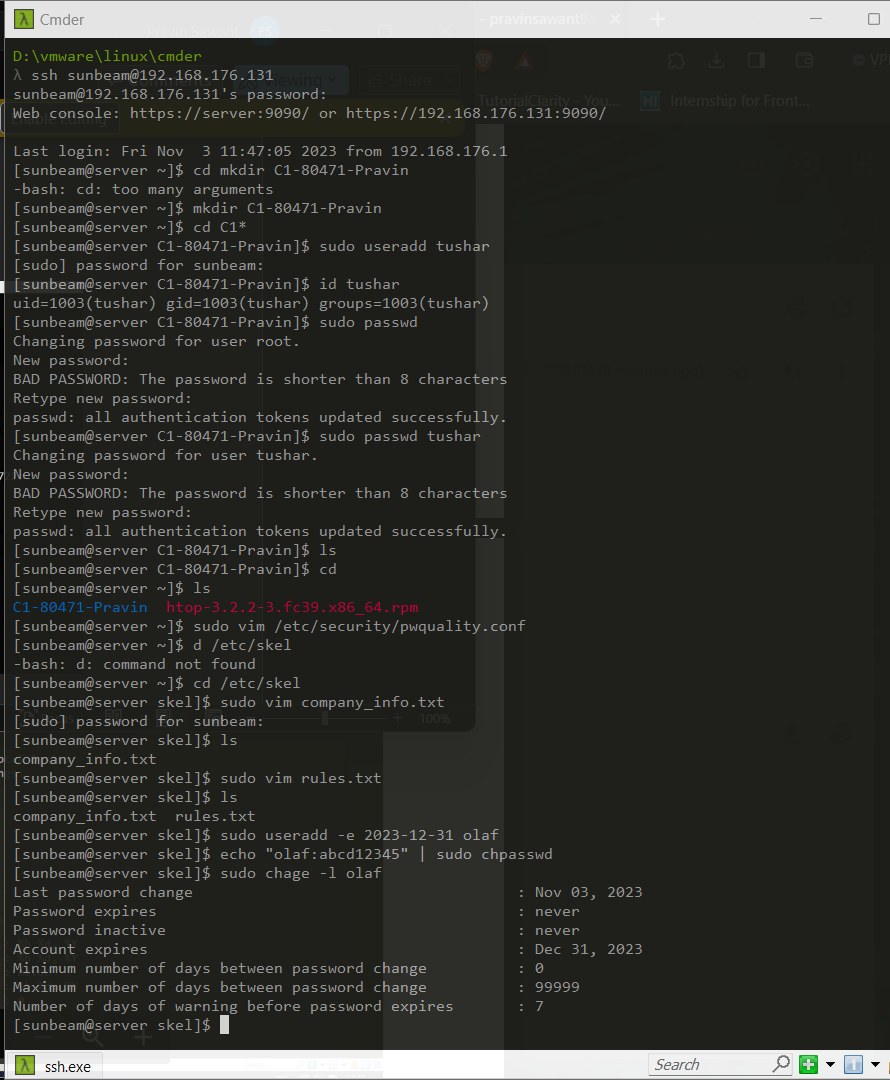 Cmder
D:\vmware\linux\cmder
λ ssh sunbeam@192.168.176.131
sunbeam@192.168.176.131's password:
Web console: https://server:9090/ or https://192.168.176.131:9090/
Last login: Fri Nov  3 11:47:05 2023 from 192.168.176.1
[sunbeam@server ~]$ cd mkdir C1-80471-Pravin
-bash: cd: too many arguments
[sunbeam@server ~]$ mkdir C1-80471-Pravin
[sunbeam@server ~]$ cd C1*
[sunbeam@server C1-80471-Pravin]$ sudo useradd tushar
[sudo] password for sunbeam:
[sunbeam@server C1-80471-Pravin]$ id tushar
uid=1003(tushar) gid=1003(tushar) groups=1003(tushar)
[sunbeam@server C1-80471-Pravin]$ sudo passwd
Changing password for user root.
New password:
BAD PASSWORD: The password is shorter than 8 characters
Retype new password:
passwd: all authentication tokens updated successfully.
[sunbeam@server C1-80471-Pravin]$ sudo passwd tushar
Changing password for user tushar.
New password:
BAD PASSWORD: The password is shorter than 8 characters
Retype new password:
passwd: all authentication tokens updated successfully.
[sunbeam@server C1-80471-Pravin]$ ls
[sunbeam@server C1-80471-Pravin]$ cd
[sunbeam@server ~]$ ls
C1-80471-Pravin  htop-3.2.2-3.fc39.x86_64.rpm
[sunbeam@server ~]$ sudo vim /etc/security/pwquality.conf
[sunbeam@server ~]$ d /etc/skel
-bash: d: command not found
[sunbeam@server ~]$ cd /etc/skel
[sunbeam@server skel]$ sudo vim company_info.txt
[sudo] password for sunbeam:
[sunbeam@server skel]$ ls
company_info.txt
[sunbeam@server skel]$ sudo vim rules.txt
[sunbeam@server skel]$ ls
company_info.txt  rules.txt
[sunbeam@server skel]$ sudo useradd -e 2023-12-31 olaf
[sunbeam@server skel]$ echo "olaf:abcd12345" | sudo chpasswd
[sunbeam@server skel]$ sudo chage -l olaf
Last password change : Nov 03, 2023
Password expires : never
Password inactive : never
Account expires : Dec 31, 2023
Minimum number of days between password change : 0
Maximum number of days between password change : 99999
Number of days of warning before password expires : 7
[sunbeam@server skel]$
ssh.exe Search 1